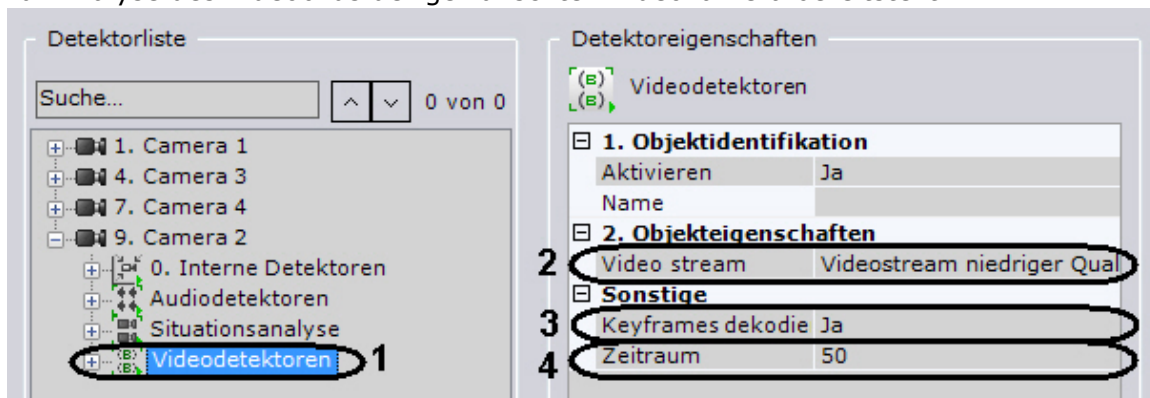 Detektorliste
Suche...
0 von 0
1. Camera 1
4. Camera 3
7. Camera 4
9. Camera 2
0. Interne Detektoren
Audiodetektoren
Situationsanalyse
Videodetektoren 1
Detektoreigenschaften
(B) (B) Videodetektoren
1. Objektidentifikation
Aktivieren Ja
Name
2. Objekteigenschaften
2 Video stream Videostream niedriger Qual
Sonstige
3 Keyframes dekodie Ja
4 Zeitraum 50